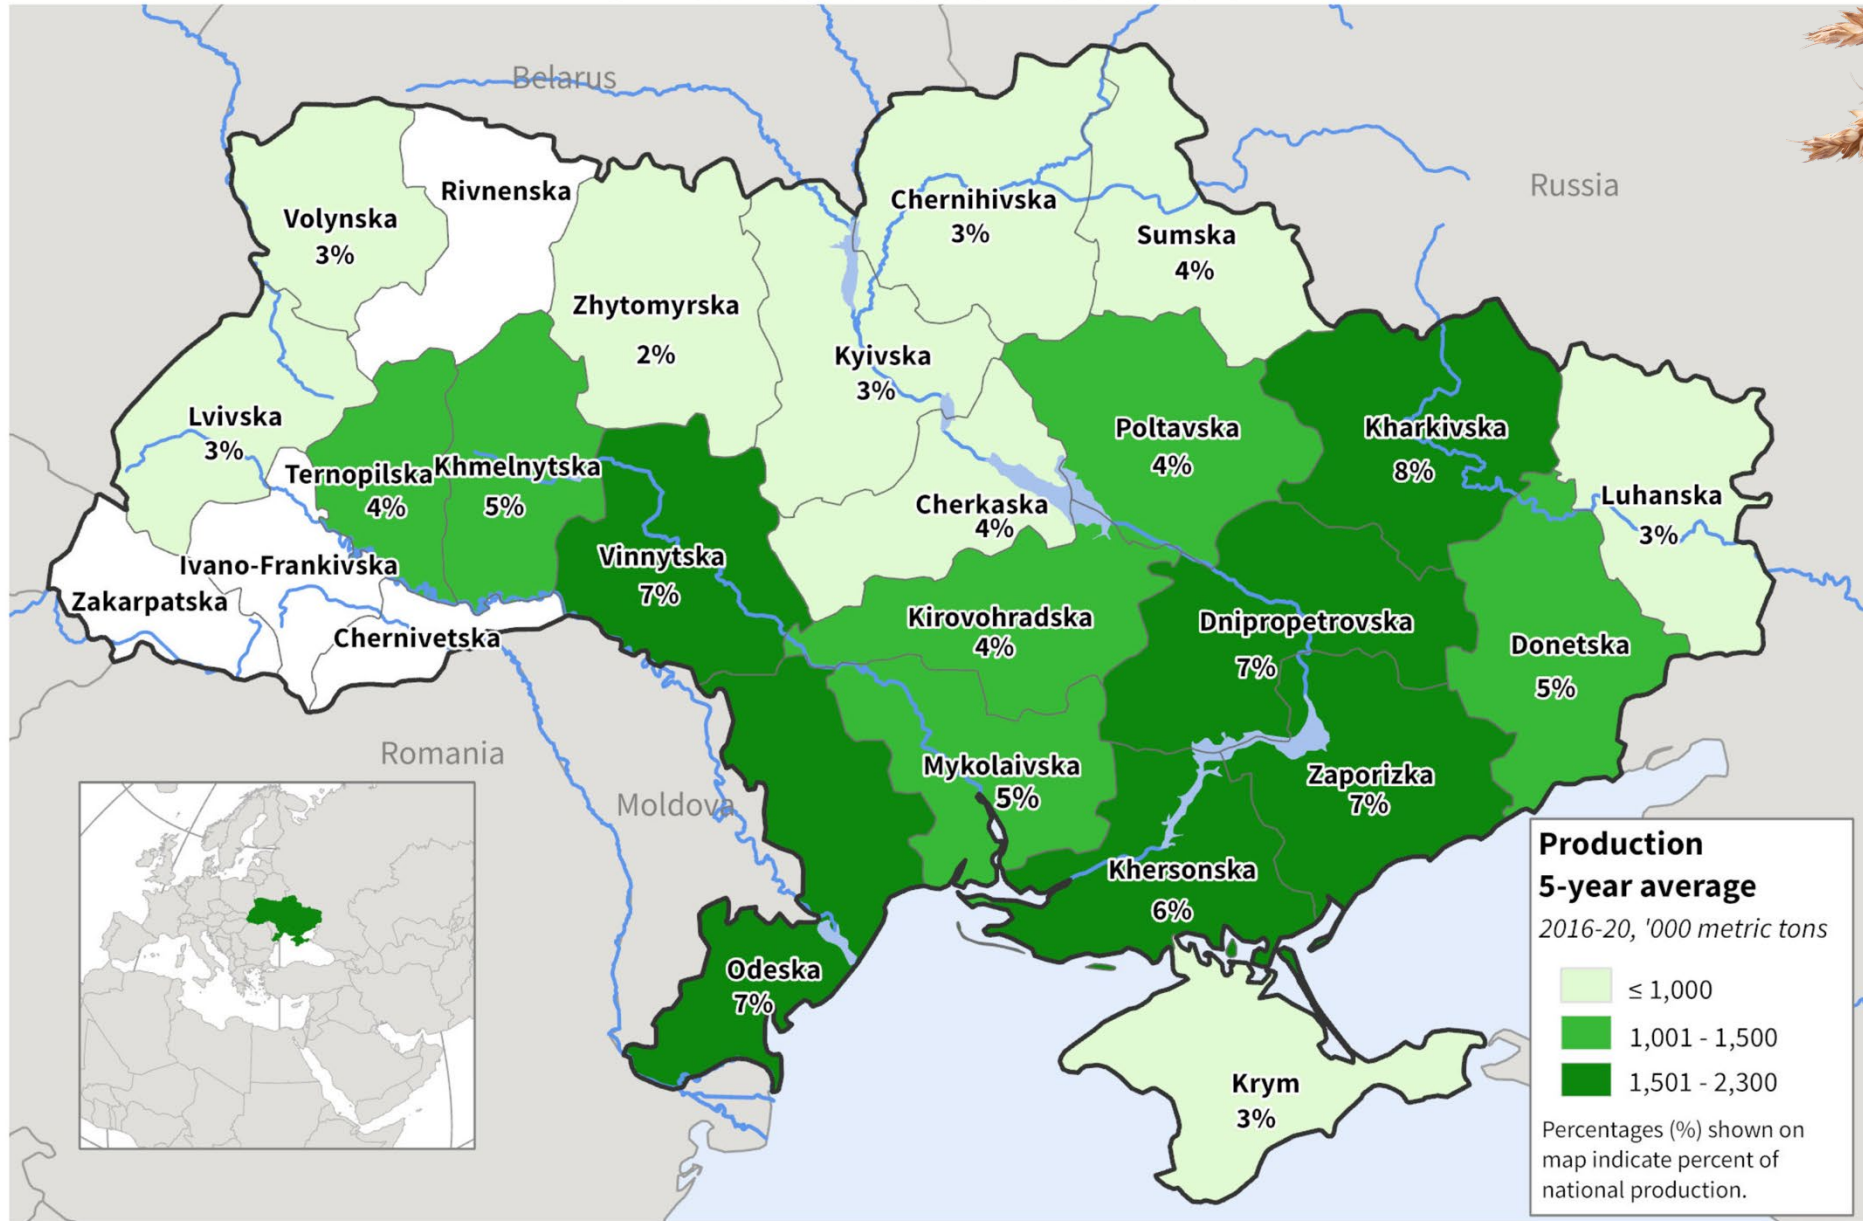 Belarus
Russia
Rivnenska
Volynska
3%
Chernihivska
3%
Sumska
4%
Zhytomyrska
2%
Kyivska
3%
Lvivska
3%
Ternopilska
4%
Khmelnytska
5%
Poltavska
4%
Kharkivska
8%
Luhanska
3%
Cherkaska
4%
Vinnytska
7%
Ivano-Frankivska
Zakarpatska
Chernivetska
Kirovohradska
4%
Dnipropetrovska
7%
Donetska
5%
Romania
Moldova
Mykolaivska
5%
Zaporizka
7%
Khersonska
6%
Odeska
7%
Krym
3%
Production
5-year average
2016-20, '000 metric tons
≤ 1,000
1,001 - 1,500
1,501 - 2,300
Percentages (%) shown on
map indicate percent of
national production.